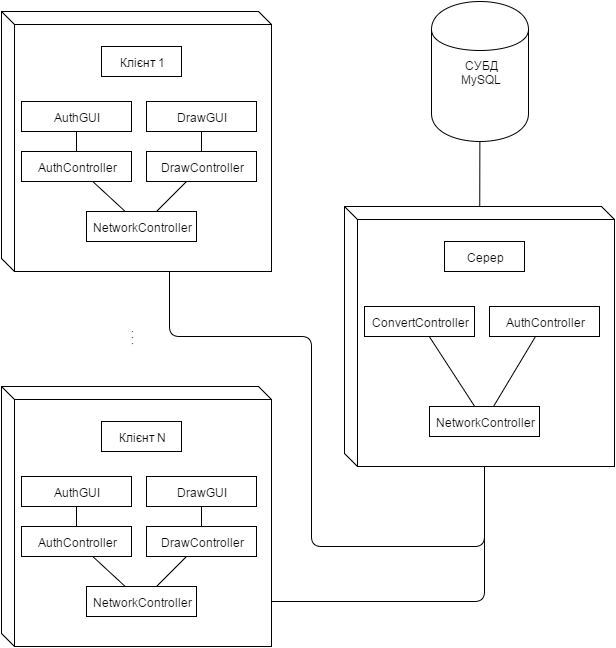 Клієнт 1
AuthGUI
DrawGUI
AuthController
DrawController
NetworkController
СУБД
MySQL
Серер
ConvertController
AuthController
NetworkController
⋮
Клієнт N
AuthGUI
DrawGUI
AuthController
DrawController
NetworkController